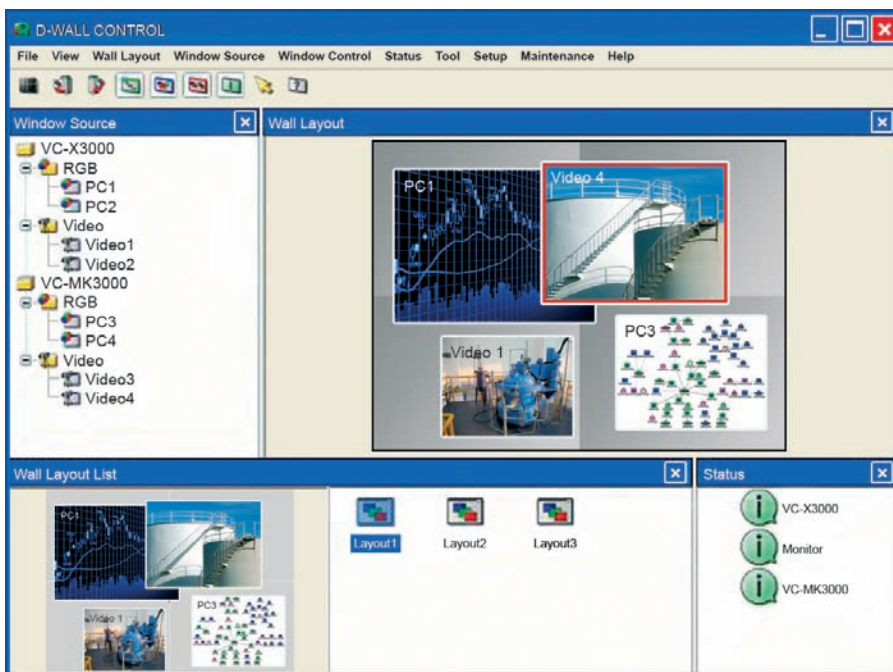 D-WALL CONTROL
File View Wall Layout Window Source Window Control Status Tool Setup Maintenance Help
Window Source
VC-X3000
RGB
PC1
PC2
Video
Video1
Video2
VC-MK3000
RGB
PC3
PC4
Video
Video3
Video4
Wall Layout
PC1
Video 4
Video 1
PC3
Wall Layout List
PC1
Video 1
PC3
Layout1
Layout2
Layout3
Status
VC-X3000
Monitor
VC-MK3000